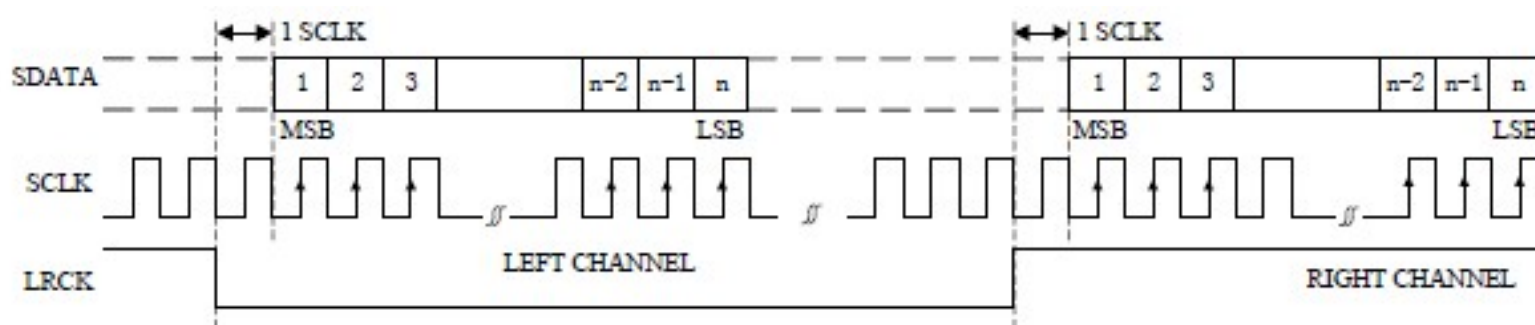 1 SCLK 1 SCLK
SDATA 1 2 3 n-2 n-1 n 1 2 3 n-2 n-1 n
MSB LSB MSB LSB
SCLK
LEFT CHANNEL
LRCK RIGHT CHANNEL